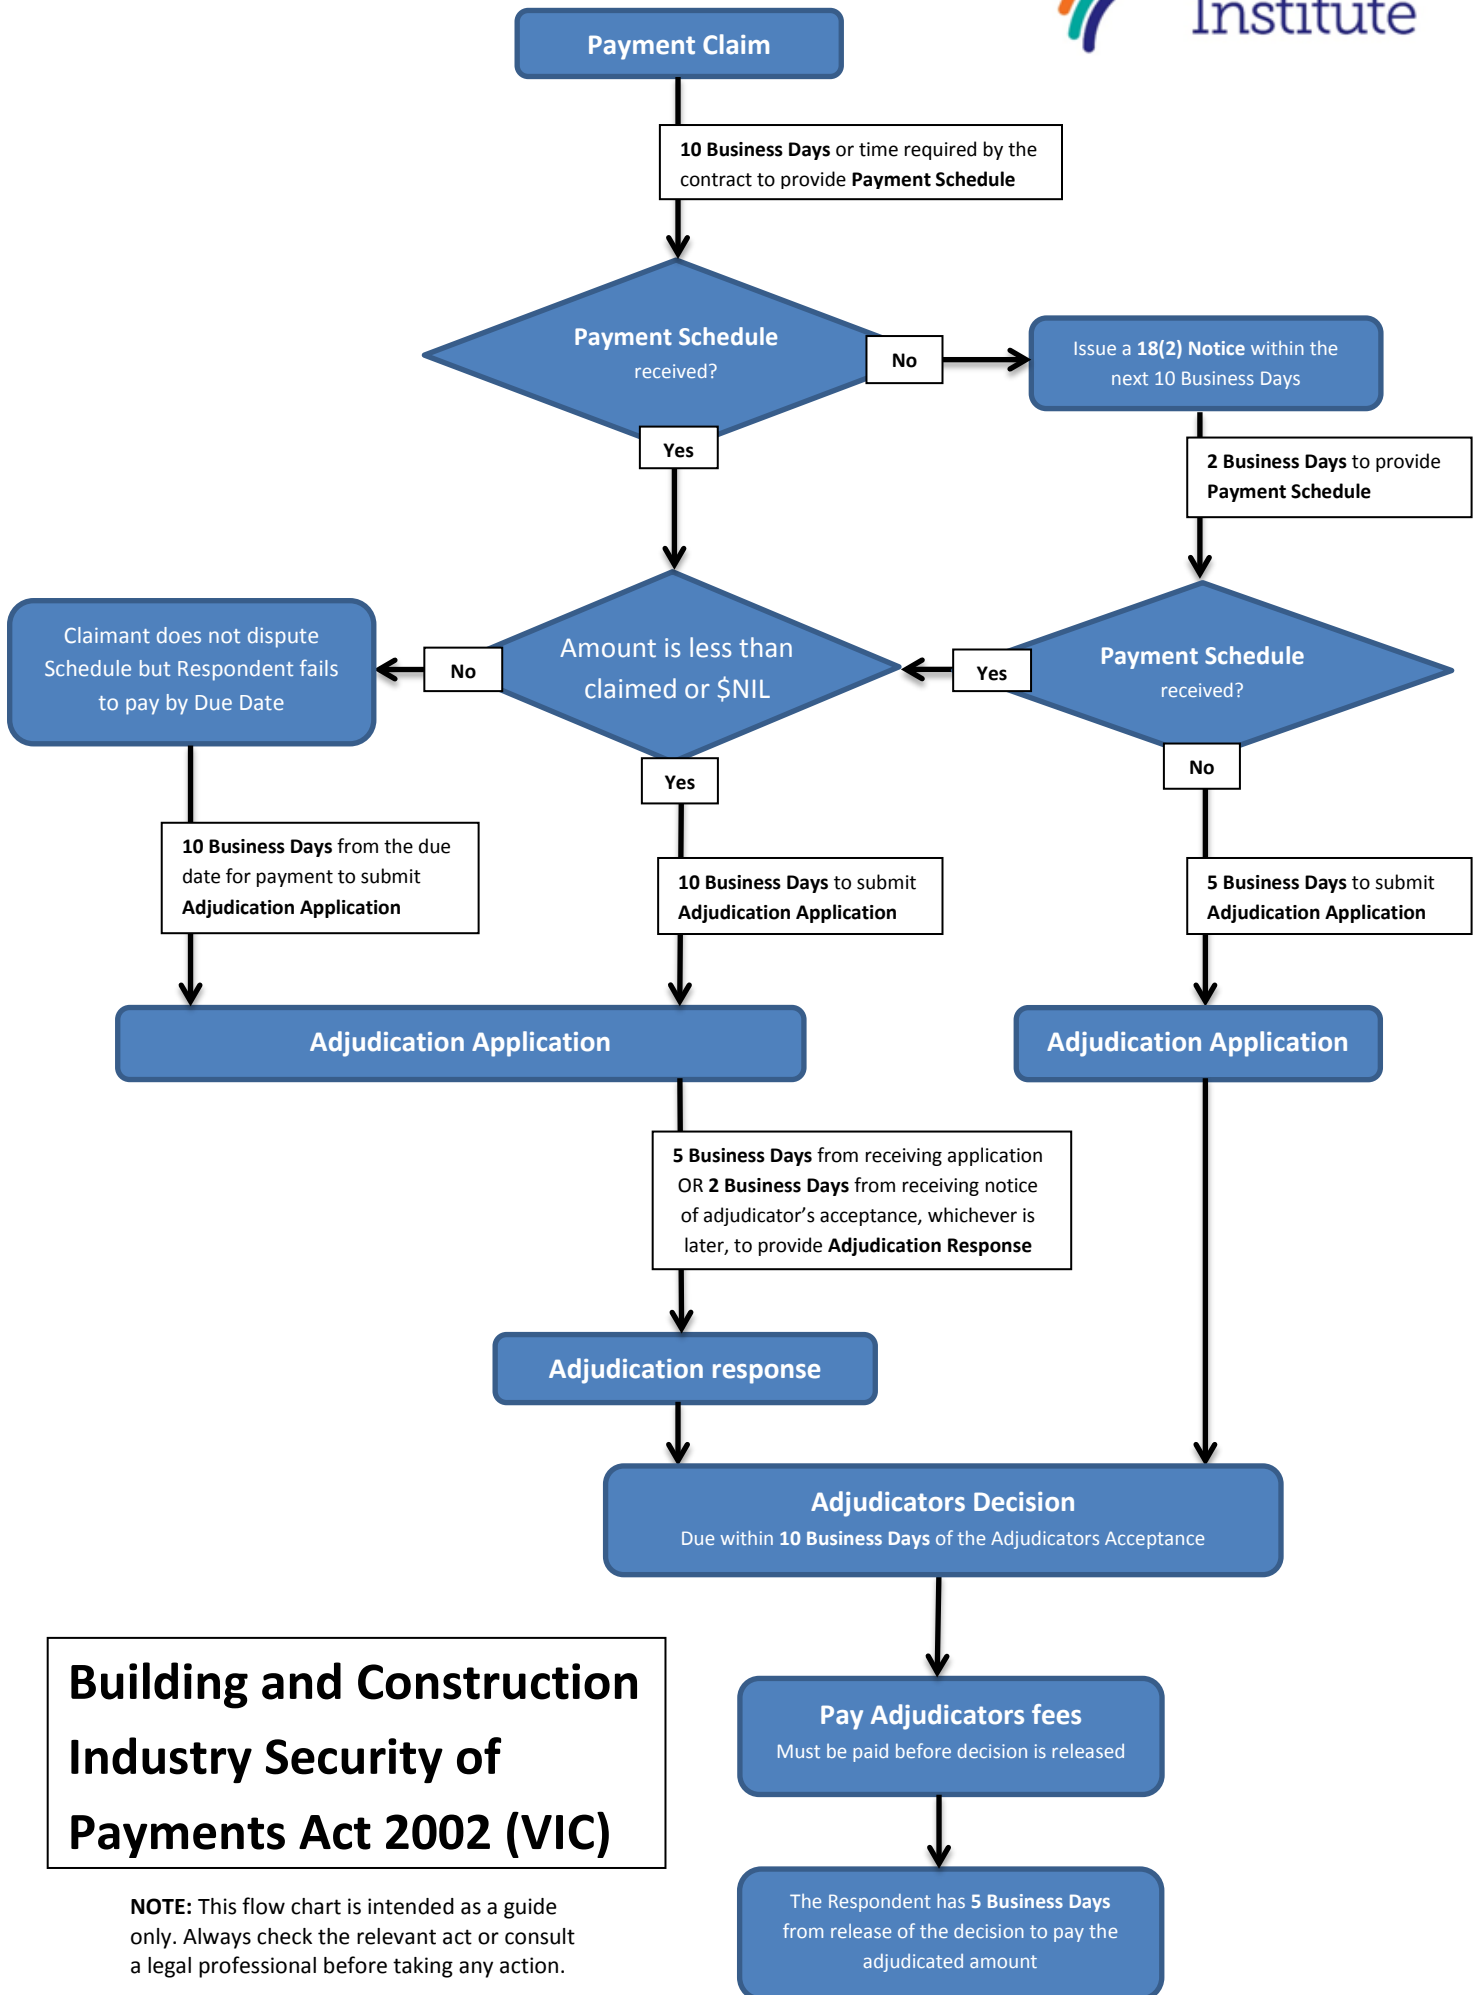 Institute
Payment Claim
10 Business Days or time required by the
contract to provide Payment Schedule
Payment Schedule
received?
No
Issue a 18(2) Notice within the
next 10 Business Days
Yes
2 Business Days to provide
Payment Schedule
Claimant does not dispute
Schedule but Respondent fails
to pay by Due Date
No
Amount is less than
claimed or $NIL
Yes
Payment Schedule
received?
Yes
No
10 Business Days from the due
date for payment to submit
Adjudication Application
10 Business Days to submit
Adjudication Application
5 Business Days to submit
Adjudication Application
Adjudication Application
Adjudication Application
5 Business Days from receiving application
OR 2 Business Days from receiving notice
of adjudicator’s acceptance, whichever is
later, to provide Adjudication Response
Adjudication response
Adjudicators Decision
Due within 10 Business Days of the Adjudicators Acceptance
Building and Construction
Industry Security of
Payments Act 2002 (VIC)
Pay Adjudicators fees
Must be paid before decision is released
NOTE: This flow chart is intended as a guide
only. Always check the relevant act or consult
a legal professional before taking any action.
The Respondent has 5 Business Days
from release of the decision to pay the
adjudicated amount